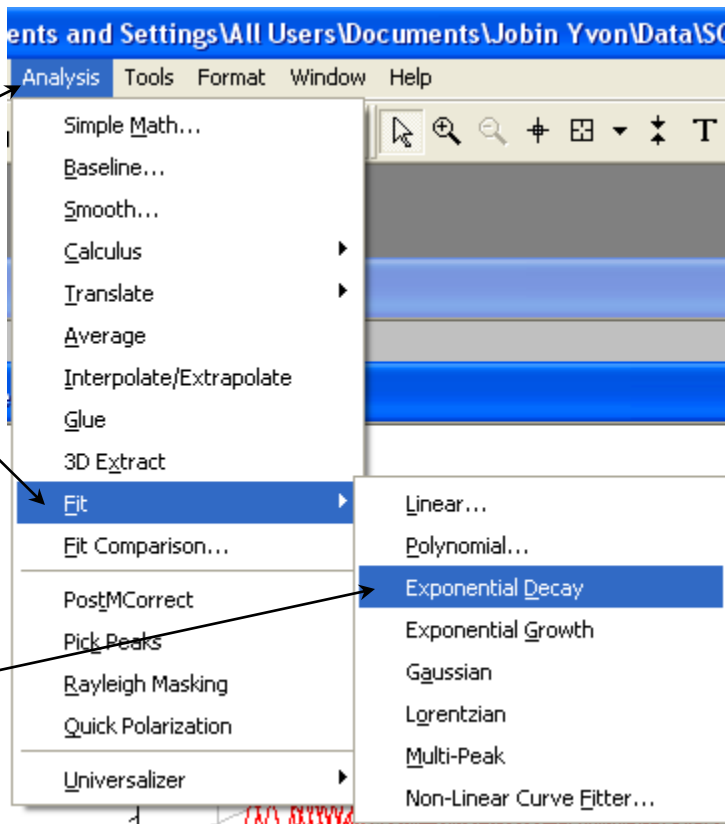 ents and Settings\All Users\Documents\Jobin Yvon\Data\SC
Analysis Tools Format Window Help
T
Simple Math...
Baseline...
Smooth...
Calculus
Translate
Average
Interpolate/Extrapolate
Glue
3D Extract
Fit
Fit Comparison...
PostMCorrect
Pick Peaks
Rayleigh Masking
Quick Polarization
Universalizer
Linear...
Polynomial...
Exponential Decay
Exponential Growth
Gaussian
Lorentzian
Multi-Peak
Non-Linear Curve Fitter...